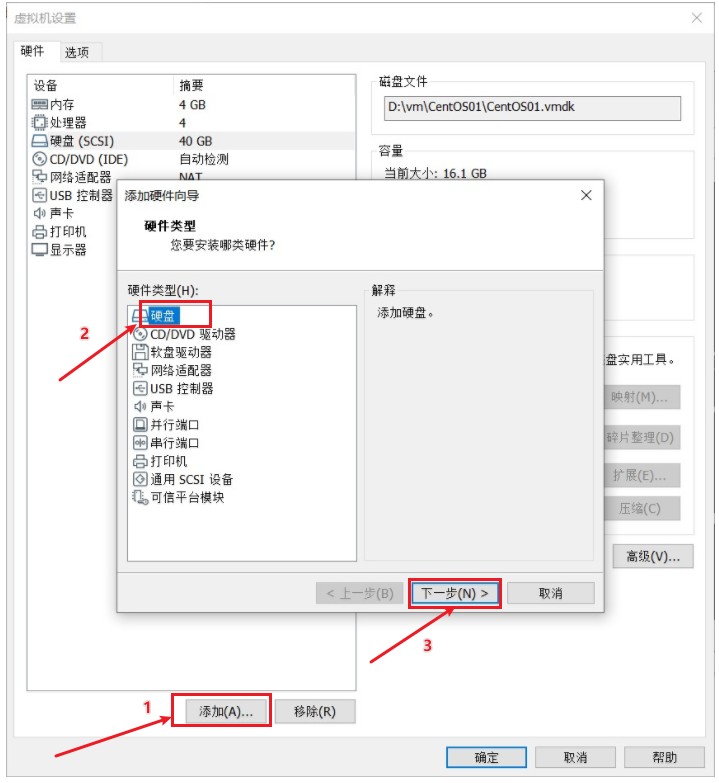 虚拟机设置
硬件 选项
设备 摘要
内存 4 GB
处理器 4
硬盘 (SCSI) 40 GB
CD/DVD (IDE) 自动检测
网络适配器 NAT
USB 控制器
声卡
打印机
显示器
磁盘文件
D:\vm\CentOS01\CentOS01.vmdk
容量
当前大小: 16.1 GB
添加硬件向导
硬件类型
您要安装哪类硬件?
硬件类型(H):
硬盘
CD/DVD 驱动器
软盘驱动器
网络适配器
USB 控制器
声卡
并行端口
串行端口
打印机
通用 SCSI 设备
可信平台模块
解释
添加硬盘。
2
< 上一步(B) 下一步(N) > 取消
3
盘实用工具。
映射(M)...
碎片整理(D)
扩展(E)...
压缩(C)
高级(V)...
1
添加(A)... 移除(R)
确定 取消 帮助